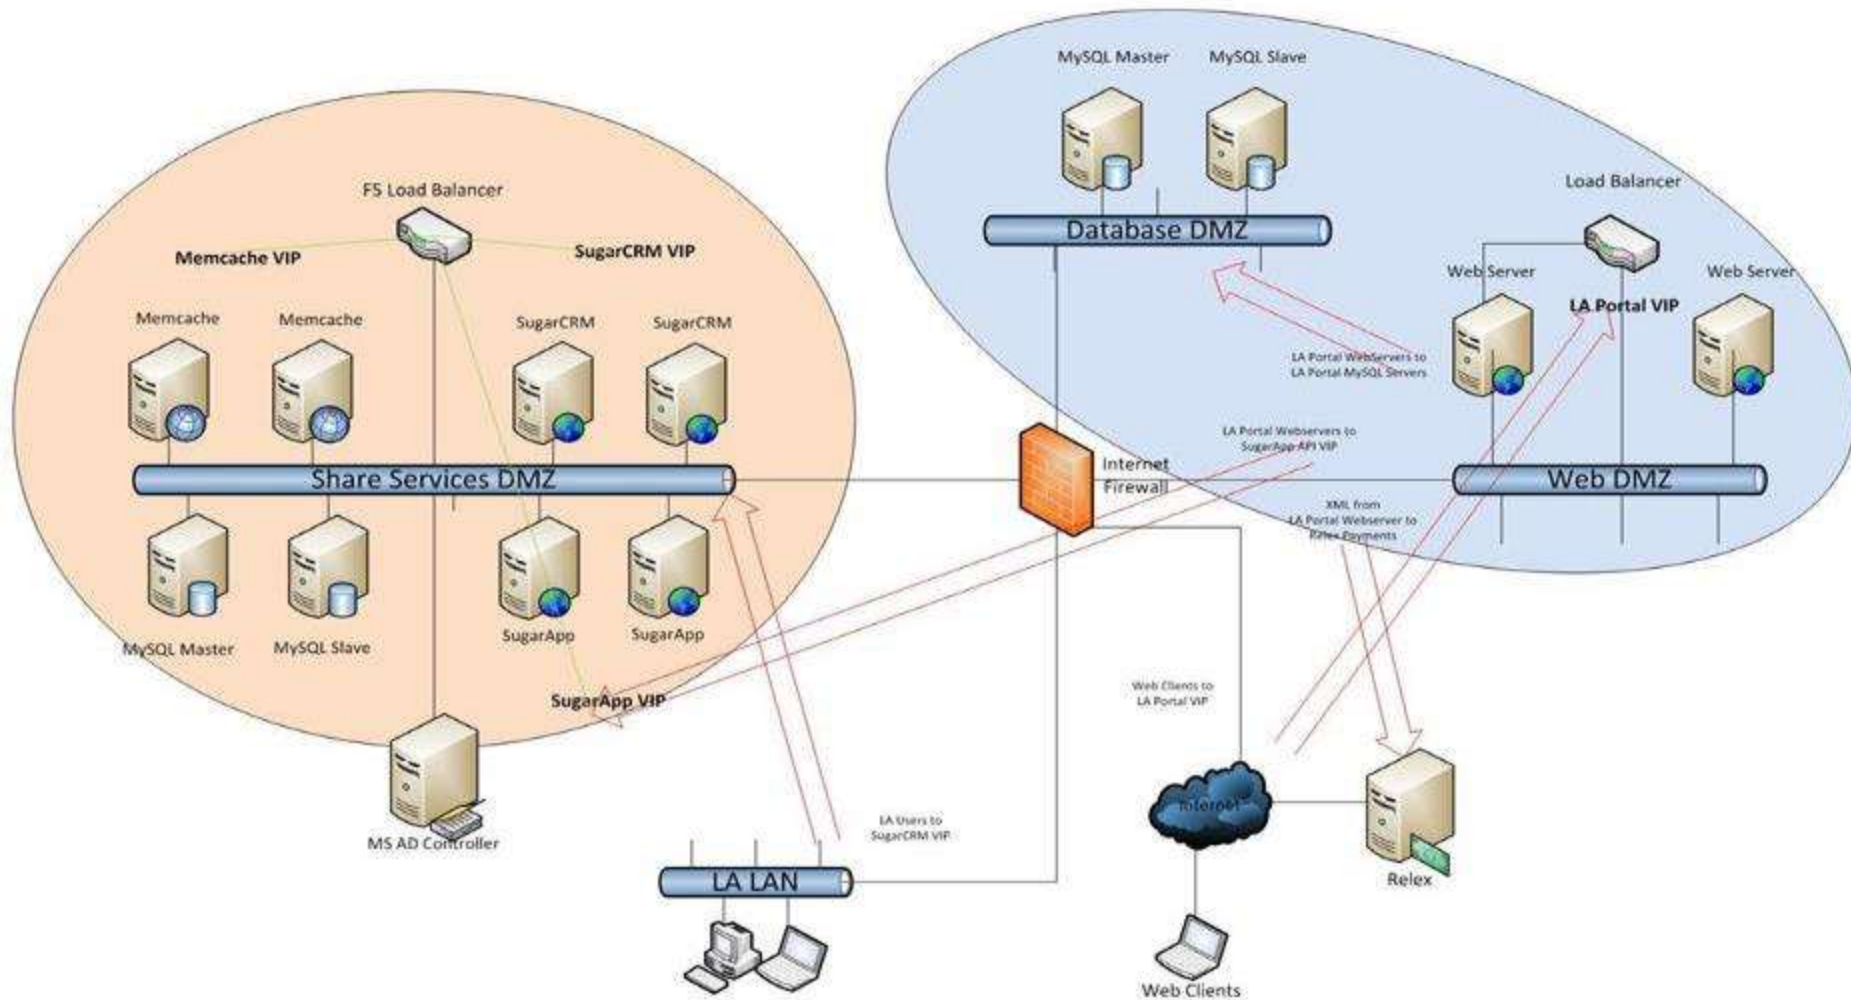 MySQL Master
MySQL Slave
Database DMZ
Load Balancer
Web Server
Web Server
LA Portal VIP
LA Portal WebServers to
LA Portal MySQL Servers
LA Portal Webservers to
SugarApp API VIP
Web DMZ
XML from
LA Portal Webserver to
Relex Payments
Internet
Firewall
F5 Load Balancer
Memcache VIP
SugarCRM VIP
Memcache
Memcache
SugarCRM
SugarCRM
Share Services DMZ
MySQL Master
MySQL Slave
SugarApp
SugarApp
SugarApp VIP
MS AD Controller
LA Users to
SugarCRM VIP
LA LAN
Web Clients to
LA Portal VIP
Internet
Relex
Web Clients